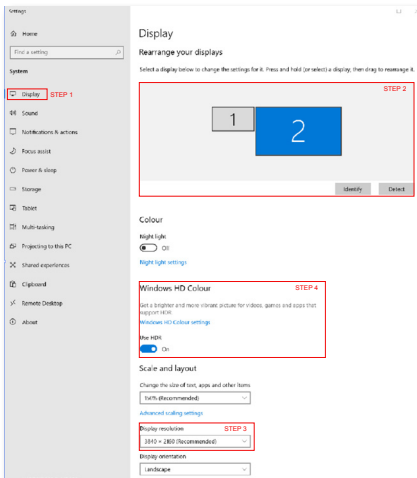 Settings
Home
Find a setting
System
Display
STEP 1
Sound
Notifications & actions
Focus assist
Power & sleep
Storage
Tablet
Multi-tasking
Projecting to this PC
Shared experiences
Clipboard
Remote Desktop
About
Display
Rearrange your displays
Select a display below to change the settings for it. Press and hold (or select) a display, then drag to rearrange it.
STEP 2
1
2
Identify
Detect
Colour
Night light
Off
Night light settings
Windows HD Colour
STEP 4
Get a brighter and more vibrant picture for videos, games and apps that
support HDR.
Windows HD Colour settings
Use HDR
On
Scale and layout
Change the size of text, apps and other items
150% (Recommended)
Advanced scaling settings
Display resolution
STEP 3
3840 × 2160 (Recommended)
Display orientation
Landscape